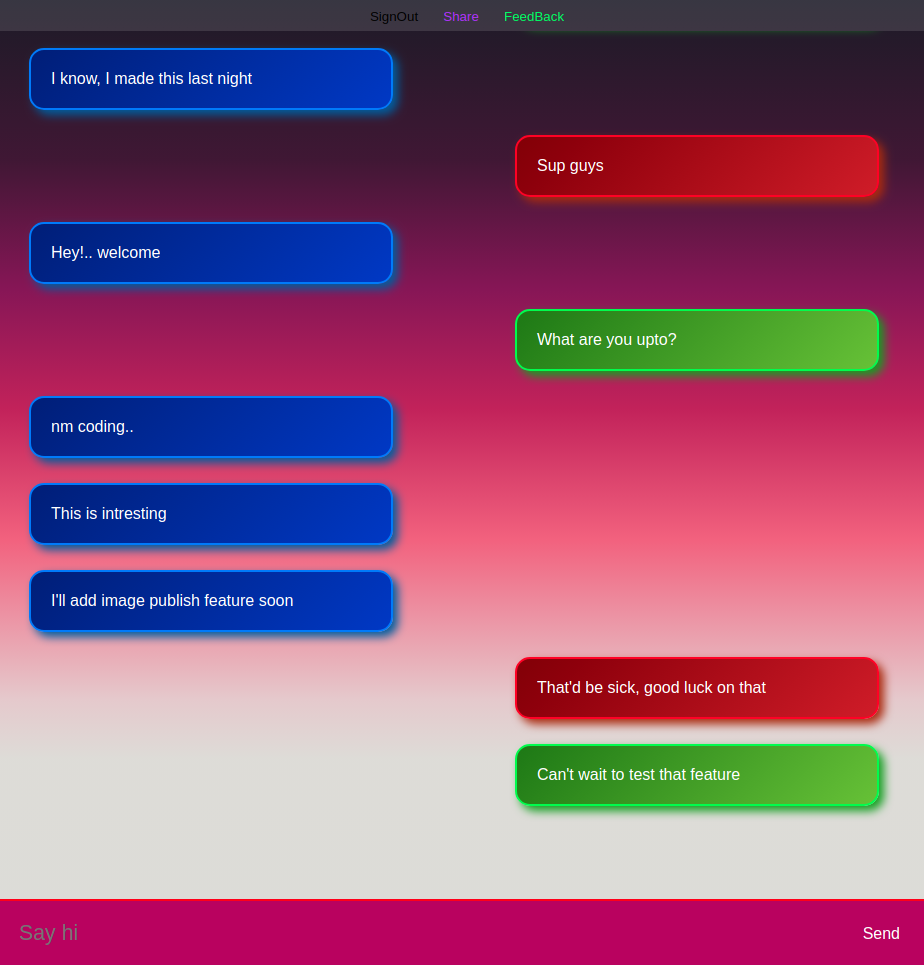 SignOut Share FeedBack
I know, I made this last night
Sup guys
Hey!.. welcome
What are you upto?
nm coding..
This is intresting
I'll add image publish feature soon
That'd be sick, good luck on that
Can't wait to test that feature
Say hi Send